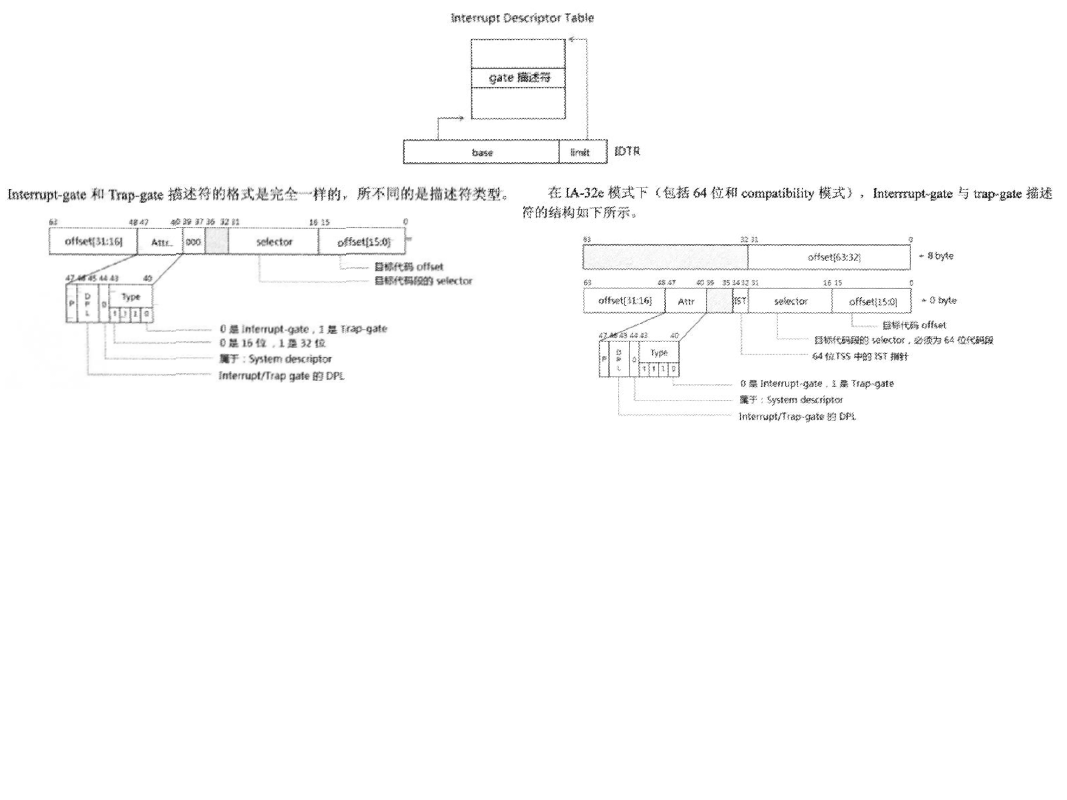 Interrupt Descriptor Table
gate 描述符
base limit IDTR
Interrupt-gate 和 Trap-gate 描述符的格式是完全一样的，所不同的是描述符类型。
63 48 47 40 39 37 36 32 31 16 15 0
offset[31:16] Attr.. 000 selector offset[15:0]
目标代码 offset
目标代码段的 selector
47 46 45 44 43 40
P DPL 0 Type
1 1 1 0
0 是 Interrupt-gate，1 是 Trap-gate
0 是 16 位，1 是 32 位
属于：System descriptor
Interrupt/Trap gate 的 DPL
在 IA-32e 模式下（包括 64 位和 compatibility 模式），Interrrupt-gate 与 trap-gate 描述
符的结构如下所示。
63 32 31 0
offset[63:32] + 8 byte
63 48 47 40 39 35 34 32 31 16 15 0
offset[31:16] Attr IST selector offset[15:0] + 0 byte
目标代码 offset
目标代码段的 selector，必须为 64 位代码段
64 位 TSS 中的 IST 指针
47 46 45 44 43 40
P DPL 0 Type
1 1 1 0
0 是 Interrupt-gate，1 是 Trap-gate
属于：System descriptor
Interrupt/Trap-gate 的 DPL